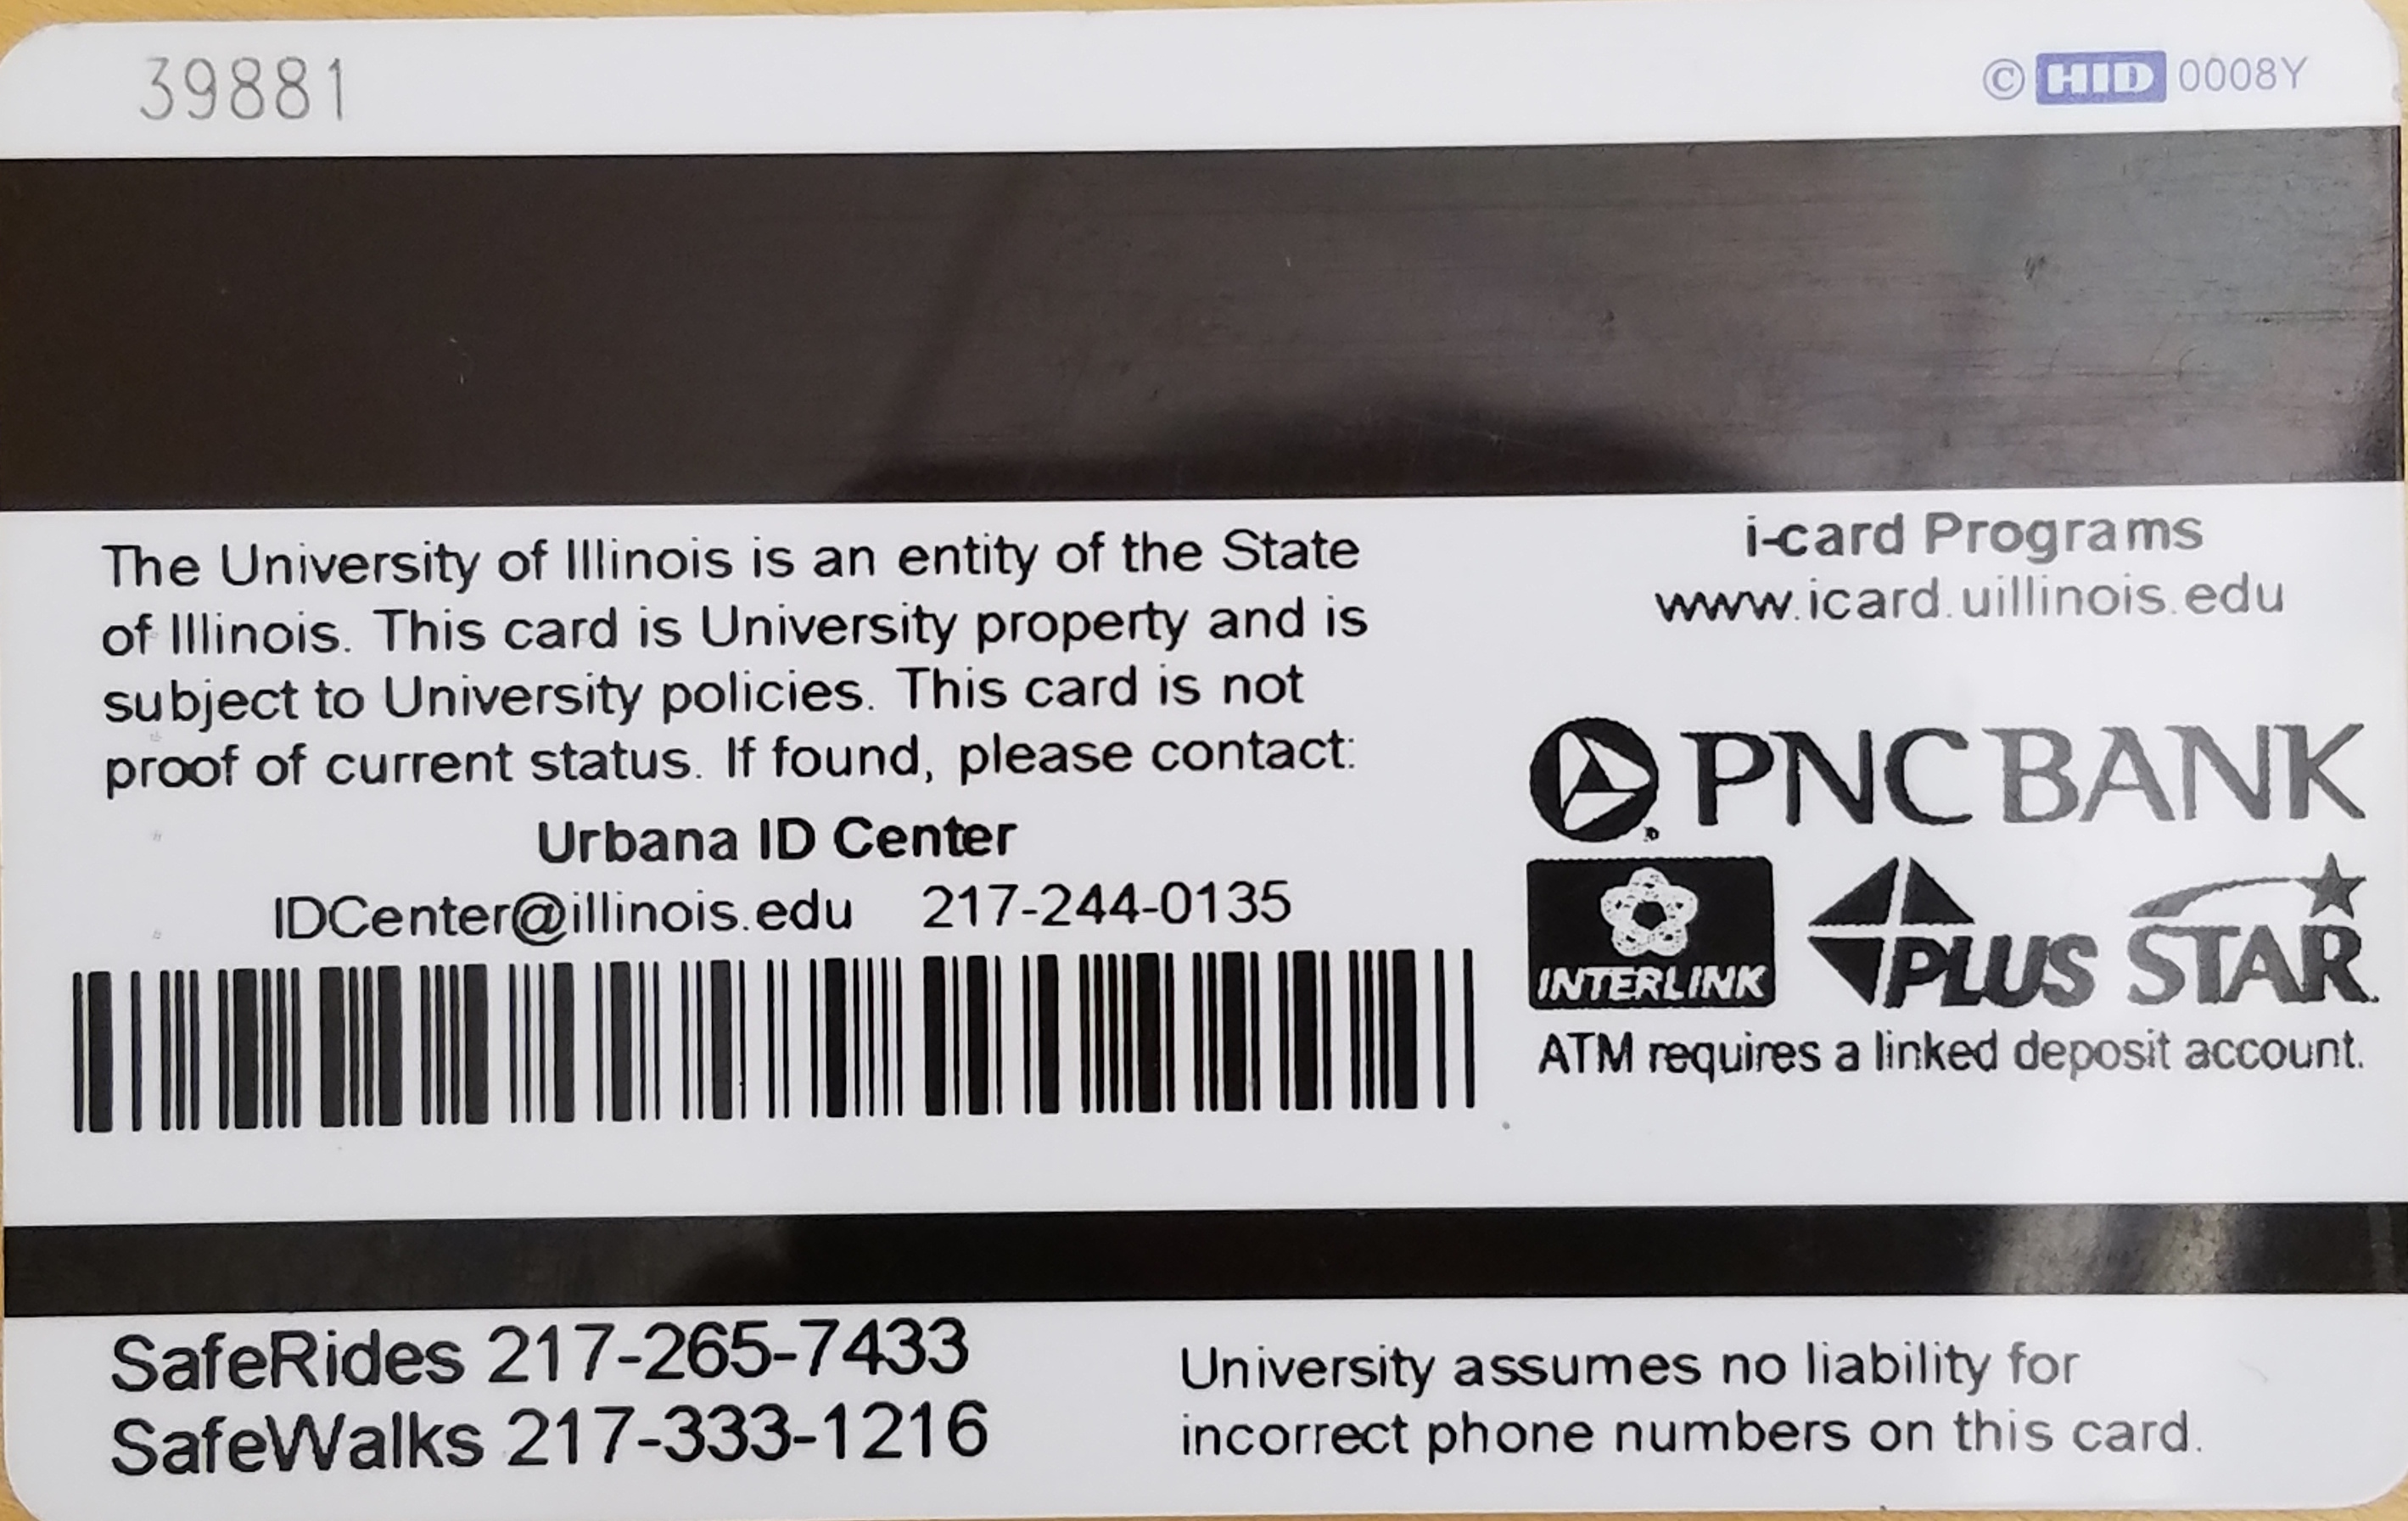 39881
© HID 0008Y
The University of Illinois is an entity of the State
of Illinois. This card is University property and is
subject to University policies. This card is not
proof of current status. If found, please contact:
Urbana ID Center
IDCenter@illinois.edu 217-244-0135
i-card Programs
www.icard.uillinois.edu
PNC BANK
INTERLINK PLUS STAR
ATM requires a linked deposit account.
SafeRides 217-265-7433
SafeWalks 217-333-1216
University assumes no liability for
incorrect phone numbers on this card.